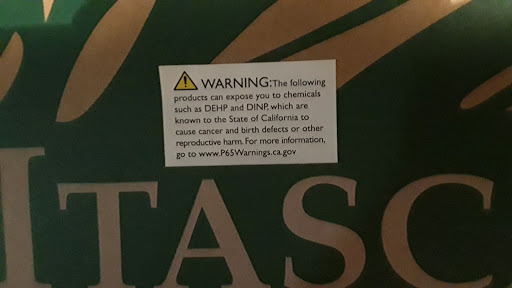 WARNING:The following
products can expose you to chemicals
such as DEHP and DINP, which are
known to the State of California to
cause cancer and birth defects or other
reproductive harm. For more information,
go to www.P65Warnings.ca.gov
ITASC